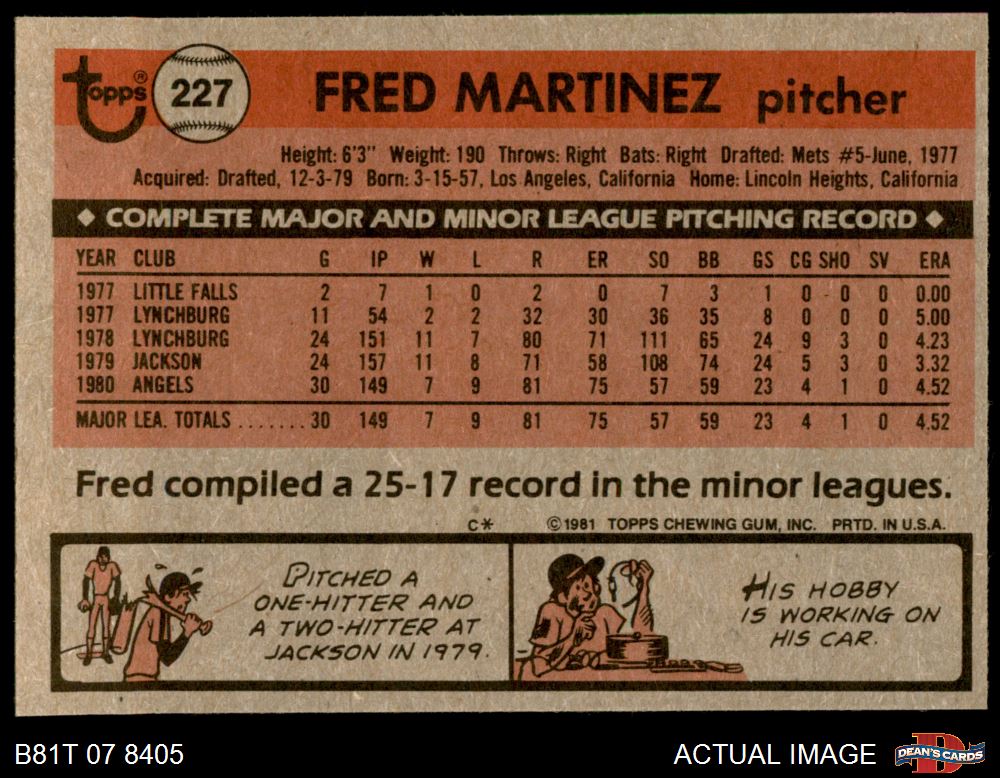 topps® 227 FRED MARTINEZ pitcher
Height: 6'3" Weight: 190 Throws: Right Bats: Right Drafted: Mets #5-June, 1977
Acquired: Drafted, 12-3-79 Born: 3-15-57, Los Angeles, California Home: Lincoln Heights, California
◆ COMPLETE MAJOR AND MINOR LEAGUE PITCHING RECORD ◆
YEAR CLUB G IP W L R ER SO BB GS CG SHO SV ERA
1977 LITTLE FALLS 2 7 1 0 2 0 7 3 1 0 0 0 0.00
1977 LYNCHBURG 11 54 2 2 32 30 36 35 8 0 0 0 5.00
1978 LYNCHBURG 24 151 11 7 80 71 111 65 24 9 3 0 4.23
1979 JACKSON 24 157 11 8 71 58 108 74 24 5 3 0 3.32
1980 ANGELS 30 149 7 9 81 75 57 59 23 4 1 0 4.52
MAJOR LEA. TOTALS ....... 30 149 7 9 81 75 57 59 23 4 1 0 4.52
Fred compiled a 25-17 record in the minor leagues.
C* ©1981 TOPPS CHEWING GUM, INC. PRTD. IN U.S.A.
PITCHED A
ONE-HITTER AND
A TWO-HITTER AT
JACKSON IN 1979.
HIS HOBBY
IS WORKING ON
HIS CAR.
B81T 07 8405 ACTUAL IMAGE DEAN'S CARDS